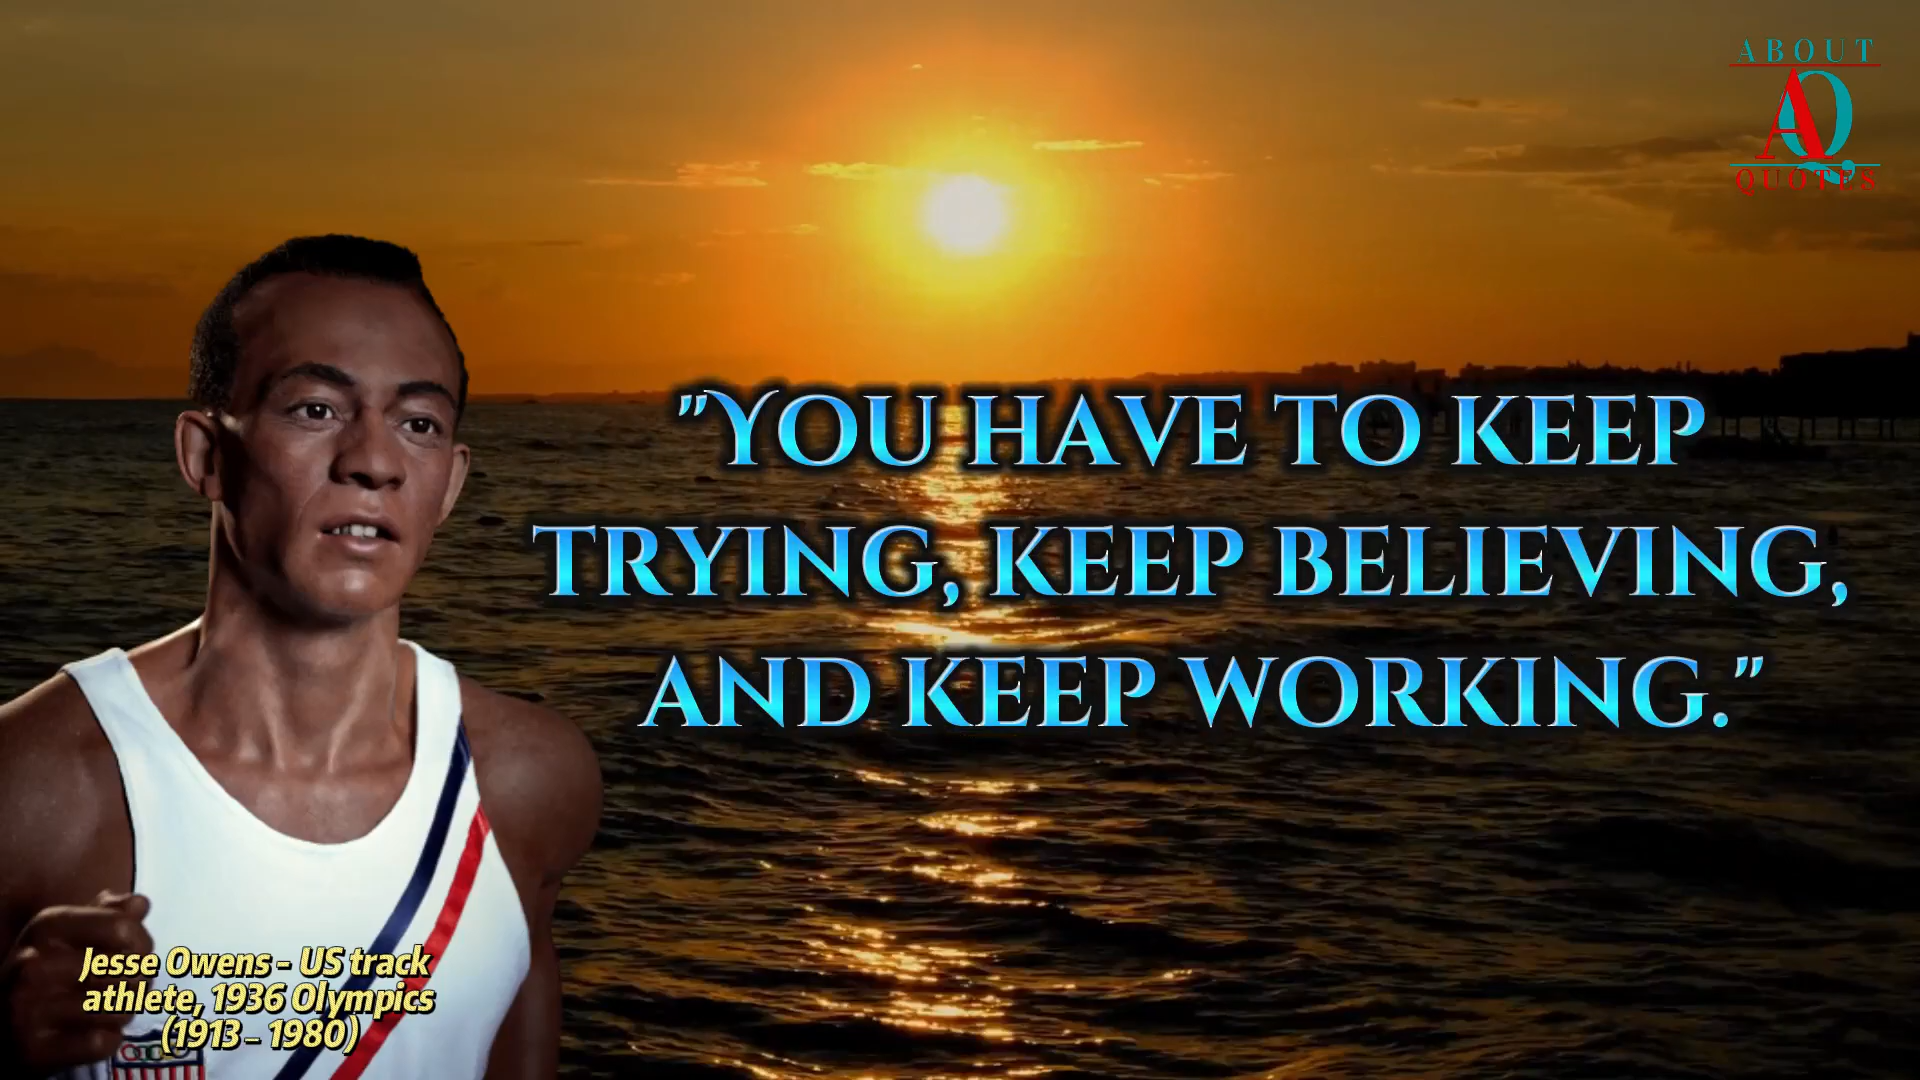 ABOUT
AQ
QUOTES
"YOU HAVE TO KEEP
TRYING, KEEP BELIEVING,
AND KEEP WORKING."
Jesse Owens - US track
athlete, 1936 Olympics
(1913 - 1980)